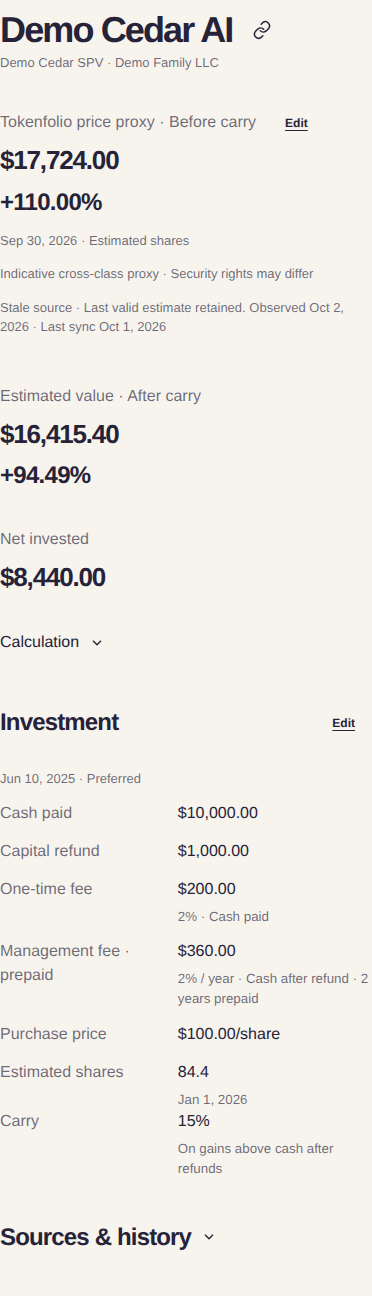 Demo Cedar AI
Demo Cedar SPV · Demo Family LLC
Tokenfolio price proxy · Before carry Edit
$17,724.00
+110.00%
Sep 30, 2026 · Estimated shares
Indicative cross-class proxy · Security rights may differ
Stale source · Last valid estimate retained. Observed Oct 2,
2026 · Last sync Oct 1, 2026
Estimated value · After carry
$16,415.40
+94.49%
Net invested
$8,440.00
Calculation
Investment Edit
Jun 10, 2025 · Preferred
Cash paid $10,000.00
Capital refund $1,000.00
One-time fee $200.00
2% · Cash paid
Management fee · $360.00
prepaid 2% / year · Cash after refund · 2
years prepaid
Purchase price $100.00/share
Estimated shares 84.4
Jan 1, 2026
Carry 15%
On gains above cash after
refunds
Sources & history